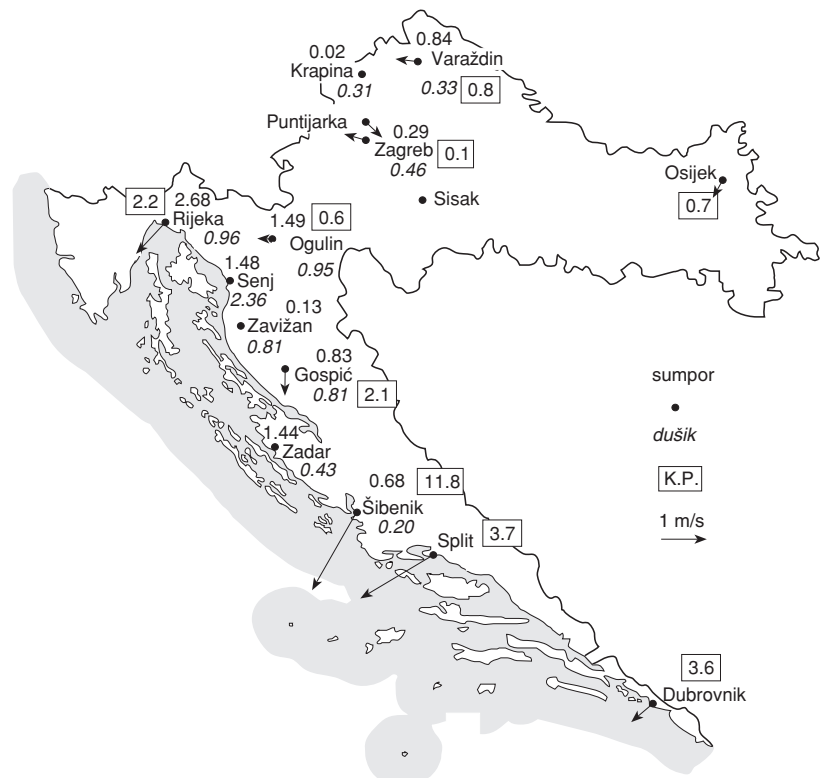 0.84
0.02 Varaždin
Krapina
0.31 0.33 0.8
Puntijarka
0.29
Zagreb 0.1
0.46
Osijek
0.7
Sisak
2.2 2.68
Rijeka
0.96
1.49 0.6
Ogulin
0.95
1.48
Senj
2.36
0.13
Zavižan
0.81
0.83
Gospić
0.81 2.1
1.44
Zadar
0.43
0.68 11.8
Šibenik
0.20
Split 3.7
3.6
Dubrovnik
sumpor
dušik
K.P.
1 m/s